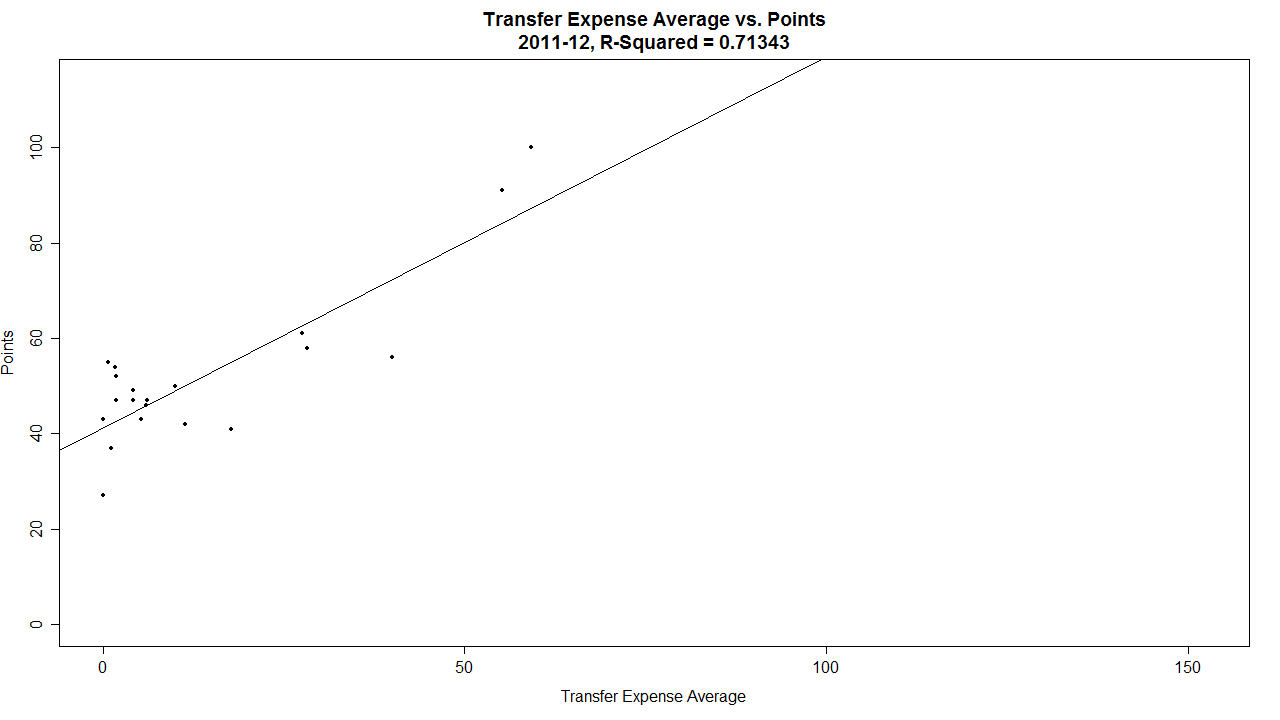 Transfer Expense Average vs. Points
2011-12, R-Squared = 0.71343
Points
100
80
60
40
20
0
0 50 100 150
Transfer Expense Average